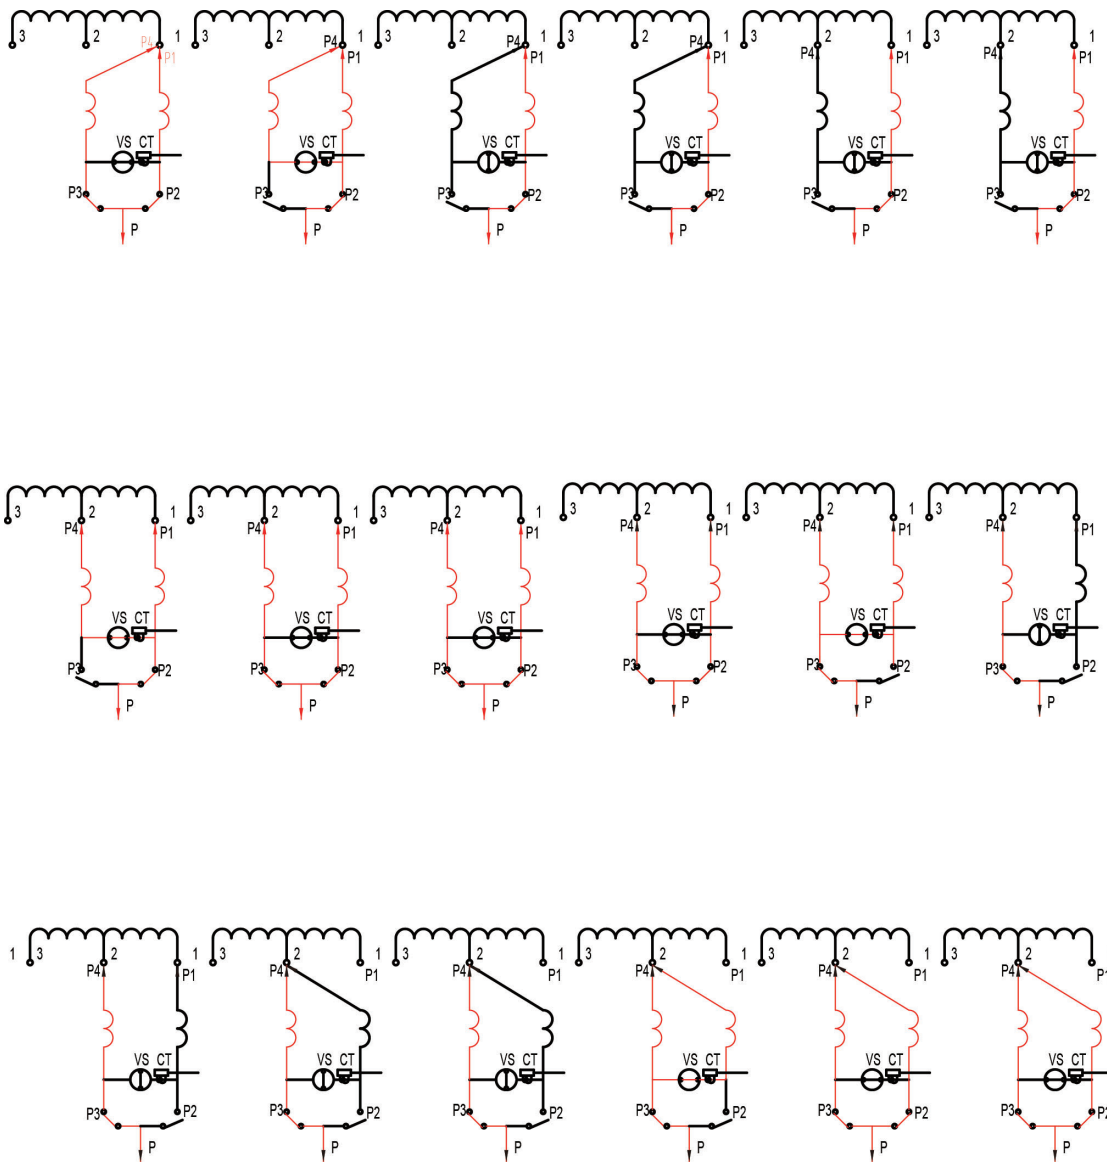 3 2 1 3 2 1 3 2 1 3 2 1 3 2 1 3 2 1
P4 P4 P4 P4 P4 P4
P1 P1 P1 P1 P1 P1
VS CT VS CT VS CT VS CT VS CT VS CT
P3 P2 P3 P2 P3 P2 P3 P2 P3 P2 P3 P2
P P P P P P
3 2 1 3 2 1 3 2 1 3 2 1 3 2 1 3 2 1
P4 P1 P4 P1 P4 P1 P4 P1 P4 P1 P4 P1
VS CT VS CT VS CT VS CT VS CT VS CT
P3 P2 P3 P2 P3 P2 P3 P2 P3 P2 P3 P2
P P P P P P
1 3 2 1 3 2 1 3 2 1 3 2 1 3 2 1 3 2 1
P4 P1 P4 P1 P4 P1 P4 P1 P4 P1 P4 P1
VS CT VS CT VS CT VS CT VS CT VS CT
P3 P2 P3 P2 P3 P2 P3 P2 P3 P2 P3 P2
P P P P P P